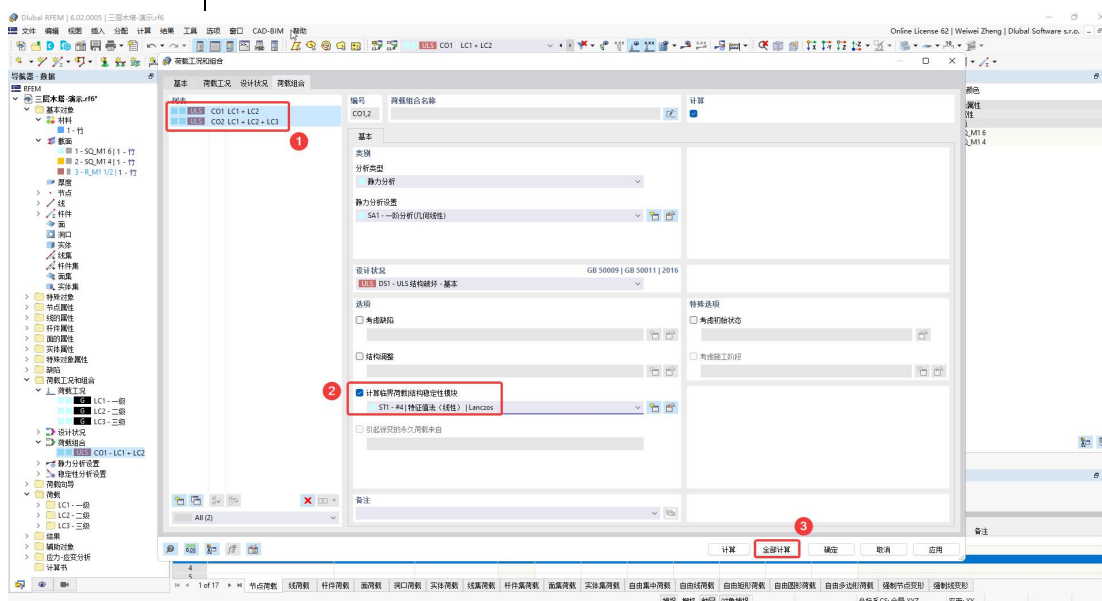 Dlubal RFEM | 6.02.0005 | 三层木塔-演示.rf6*
文件 编辑 视图 插入 分配 计算 结果 工具 选项 窗口 CAD-BIM 帮助
Online License 62 | Weiwei Zheng | Dlubal Software s.r.o.
ULS CO1 LC1 + LC2
导航器 - 数据
RFEM
三层木塔-演示.rf6*
基本对象
材料
1 - 竹
截面
1 - SQ_M1 6 | 1 - 竹
2 - SQ_M1 4 | 1 - 竹
3 - R_M1 1/2 | 1 - 竹
厚度
节点
线
杆件
面
洞口
实体
线集
杆件集
面集
实体集
特殊对象
节点属性
线的属性
杆件属性
面的属性
实体属性
特殊对象属性
缺陷
荷载工况和组合
荷载工况
G LC1 - 一级
G LC2 - 二级
G LC3 - 三级
设计状况
荷载组合
ULS CO1 - LC1 + LC2
静力分析设置
稳定性分析设置
荷载向导
荷载
LC1 - 一级
LC2 - 二级
LC3 - 三级
结果
辅助对象
应力-应变分析
计算书
荷载工况和组合
基本 荷载工况 设计状况 荷载组合
列表
ULS CO1 LC1 + LC2
ULS CO2 LC1 + LC2 + LC3
1
All (2)
编号 荷载组合名称 计算
CO1,2
基本
类别
分析类型
静力分析
静力分析设置
SA1 - 一阶分析(几何线性)
设计状况 GB 50009 | GB 50011 | 2016
ULS DS1 - ULS 结构破坏 - 基本
选项 特殊选项
考虑缺陷 考虑初始状态
结构调整 考虑施工阶段
2
计算临界荷载|结构稳定性模块
ST1 - #4 | 特征值法（线性） | Lanczos
引起徐变的永久荷载来自
备注
3
计算 全部计算 确定 取消 应用
颜色
_M1 6
_M1 4
备注
4
5
1 of 17 节点荷载 线荷载 杆件荷载 面荷载 洞口荷载 实体荷载 线集荷载 杆件集荷载 面集荷载 实体集荷载 自由集中荷载 自由线荷载 自由矩形荷载 自由圆形荷载 自由多边形荷载 强制节点变形 强制线变形